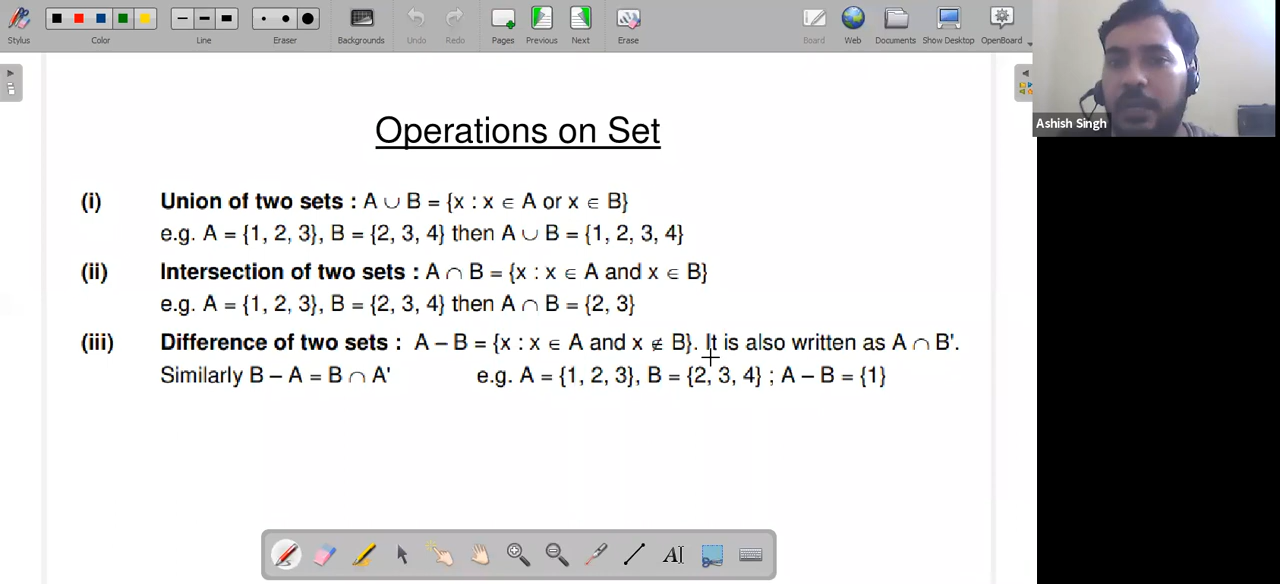 Stylus Color Line Eraser Backgrounds Undo Redo Pages Previous Next Erase Board Web Documents Show Desktop OpenBoard
Ashish Singh
Operations on Set
(i) Union of two sets : A ∪ B = {x : x ∈ A or x ∈ B}
e.g. A = {1, 2, 3}, B = {2, 3, 4} then A ∪ B = {1, 2, 3, 4}
(ii) Intersection of two sets : A ∩ B = {x : x ∈ A and x ∈ B}
e.g. A = {1, 2, 3}, B = {2, 3, 4} then A ∩ B = {2, 3}
(iii) Difference of two sets : A – B = {x : x ∈ A and x ∉ B}. It is also written as A ∩ B'.
Similarly B – A = B ∩ A' e.g. A = {1, 2, 3}, B = {2, 3, 4} ; A – B = {1}
AI